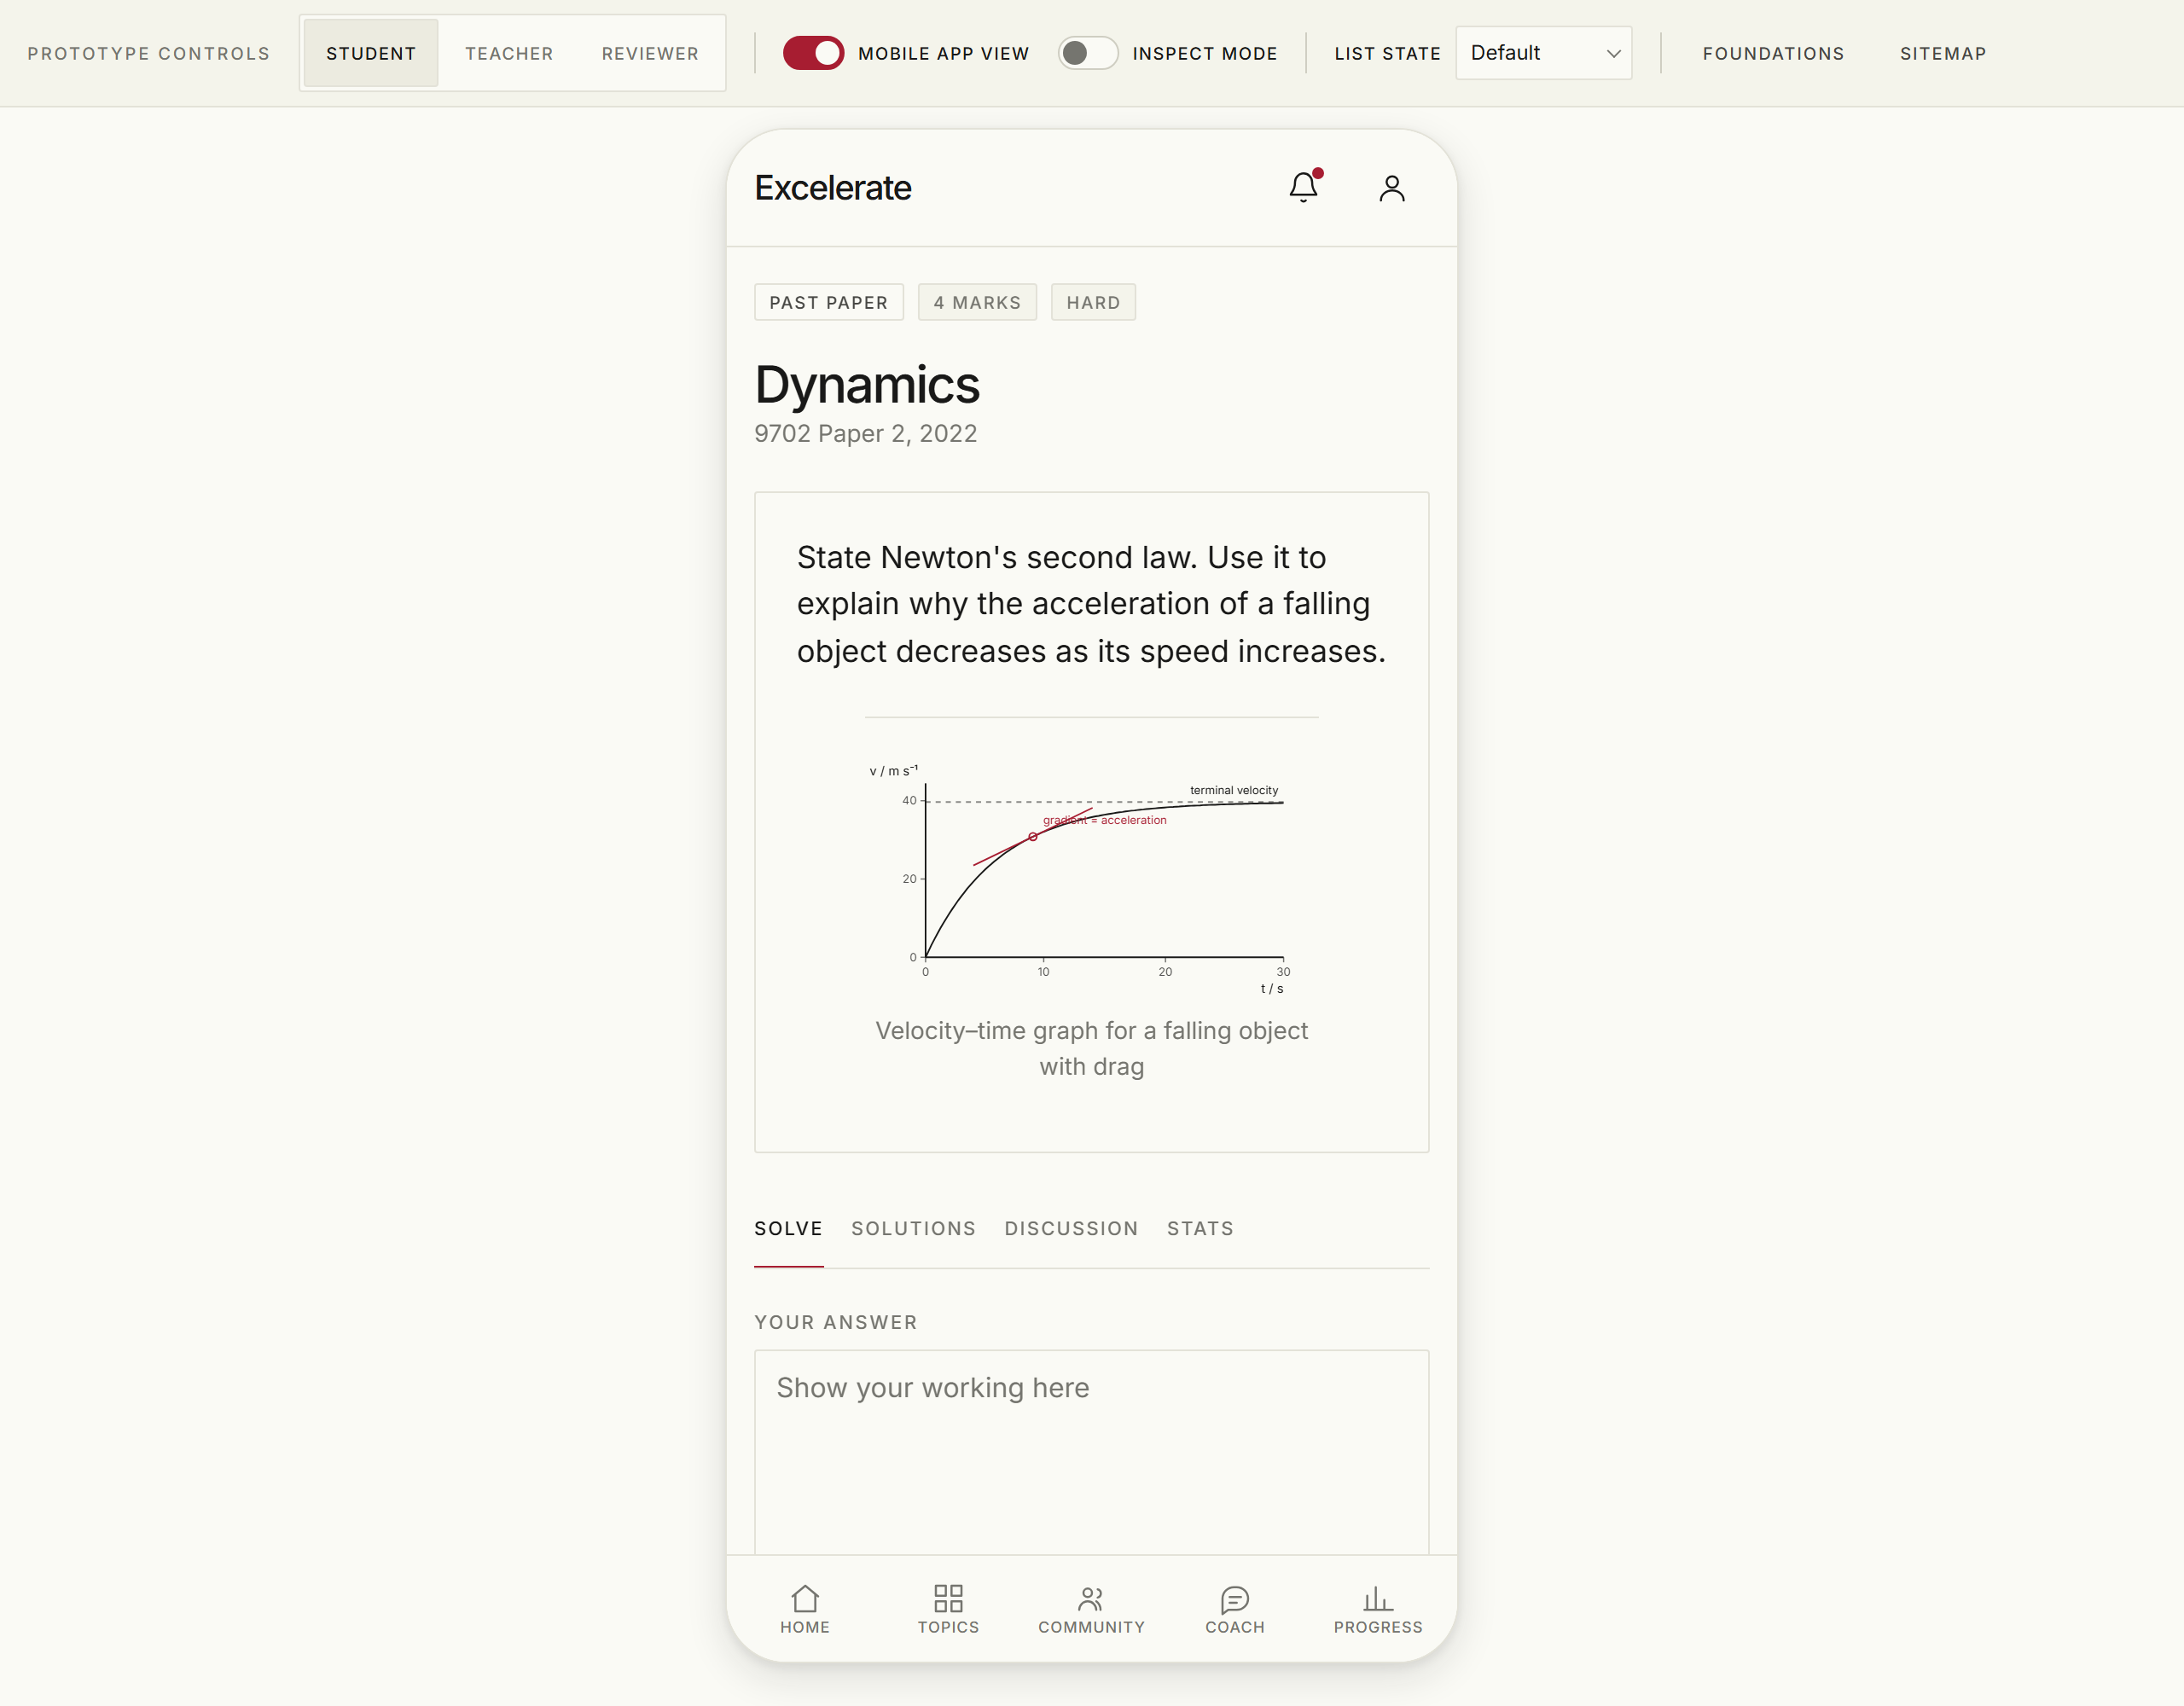 PROTOTYPE CONTROLS STUDENT TEACHER REVIEWER MOBILE APP VIEW INSPECT MODE LIST STATE Default FOUNDATIONS SITEMAP
Excelerate
PAST PAPER 4 MARKS HARD
Dynamics
9702 Paper 2, 2022
State Newton's second law. Use it to
explain why the acceleration of a falling
object decreases as its speed increases.
v / m s⁻¹
terminal velocity
40
gradient = acceleration
20
0
0 10 20 30
t / s
Velocity–time graph for a falling object
with drag
SOLVE SOLUTIONS DISCUSSION STATS
YOUR ANSWER
Show your working here
HOME TOPICS COMMUNITY COACH PROGRESS